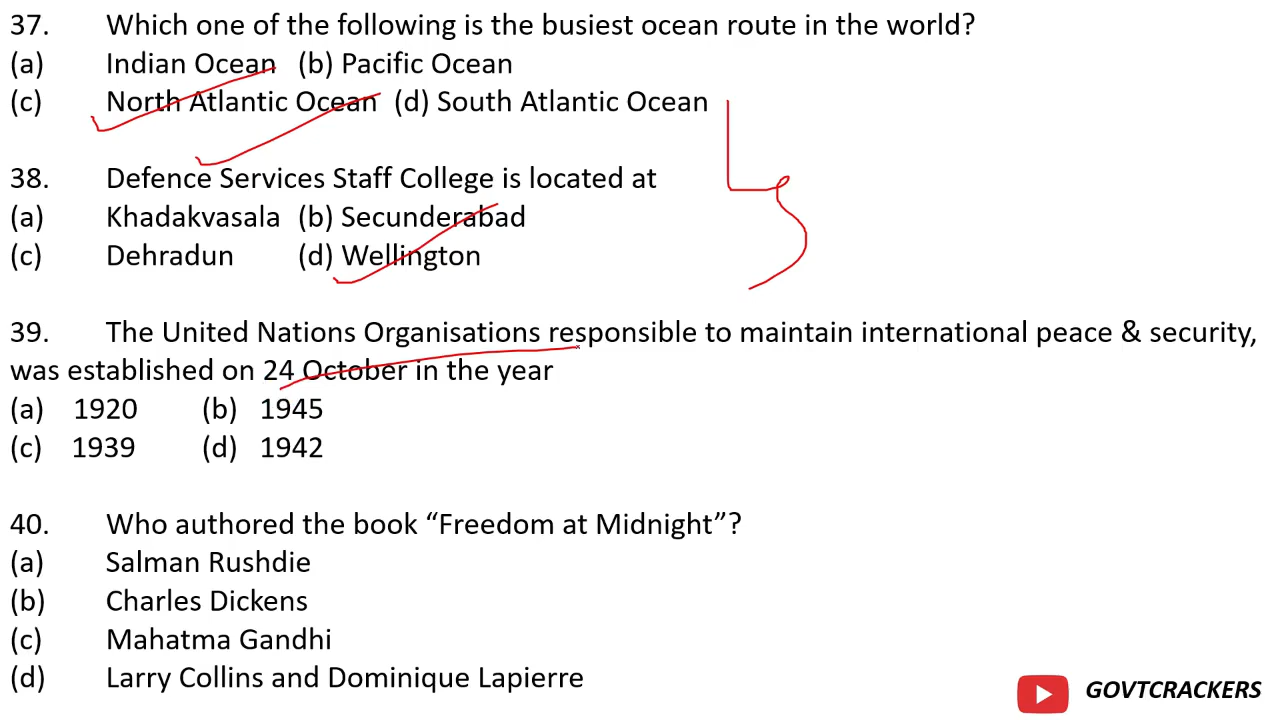 37. Which one of the following is the busiest ocean route in the world?
(a) Indian Ocean (b) Pacific Ocean
(c) North Atlantic Ocean (d) South Atlantic Ocean
38. Defence Services Staff College is located at
(a) Khadakvasala (b) Secunderabad
(c) Dehradun (d) Wellington
39. The United Nations Organisations responsible to maintain international peace & security,
was established on 24 October in the year
(a) 1920 (b) 1945
(c) 1939 (d) 1942
40. Who authored the book “Freedom at Midnight”?
(a) Salman Rushdie
(b) Charles Dickens
(c) Mahatma Gandhi
(d) Larry Collins and Dominique Lapierre
GOVTCRACKERS